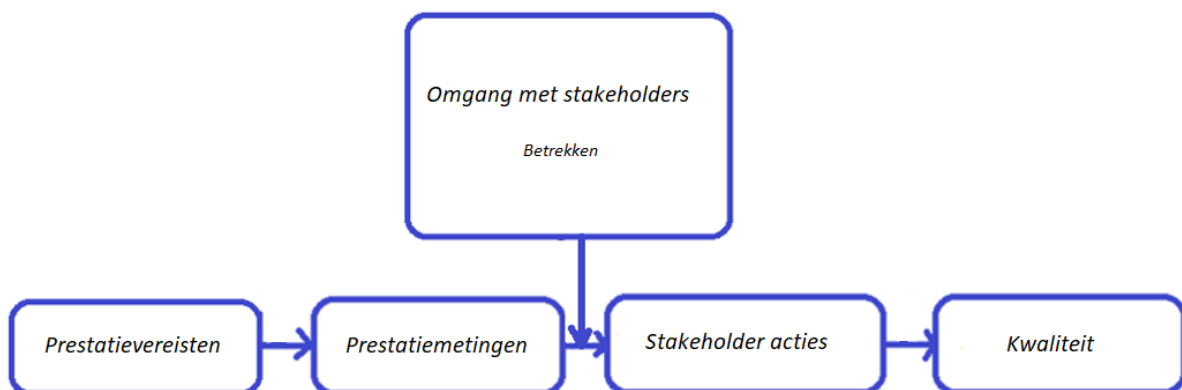 Omgang met stakeholders
Betrekken
Prestatievereisten
Prestatiemetingen
Stakeholder acties
Kwaliteit